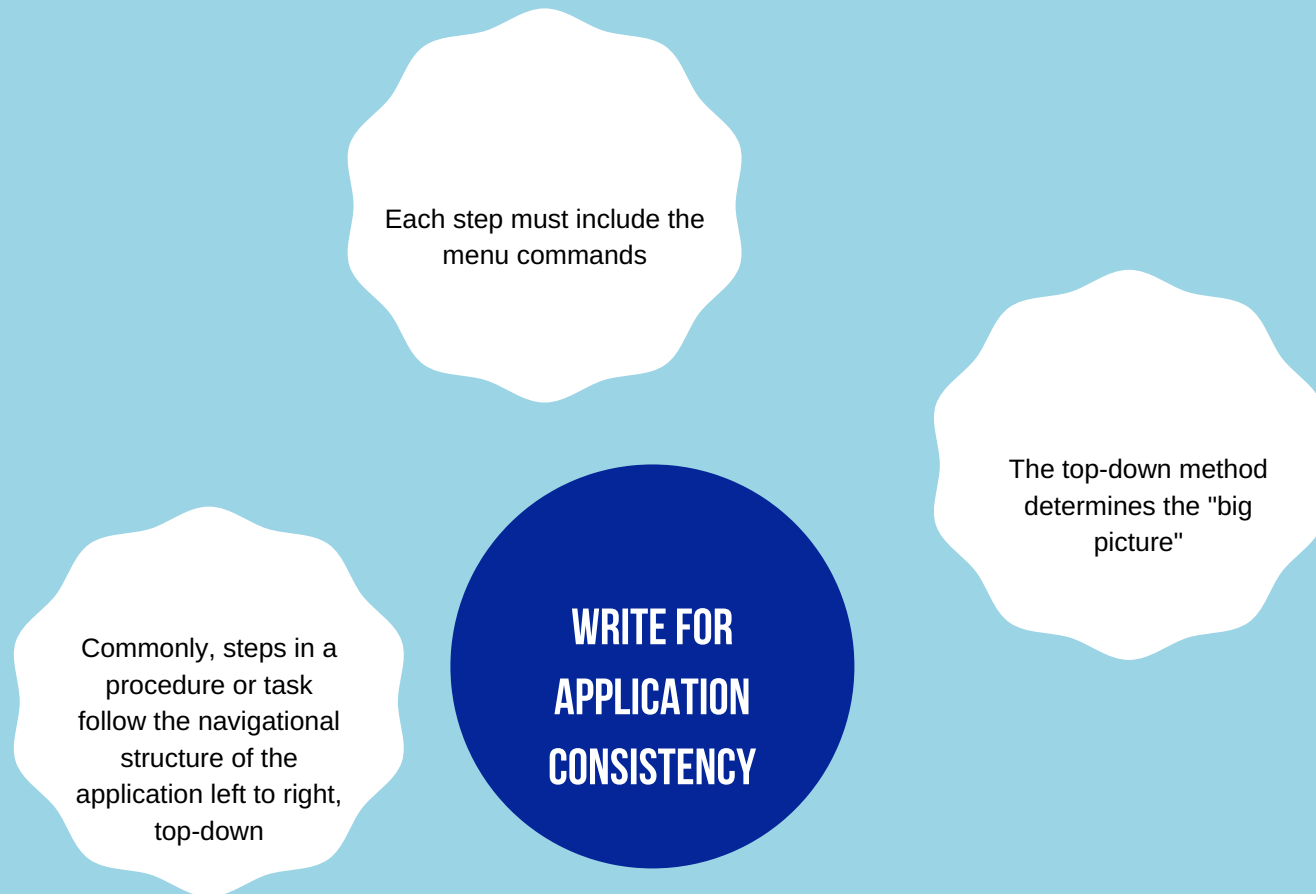 Each step must include the
menu commands
The top-down method
determines the "big
picture"
WRITE FOR
APPLICATION
CONSISTENCY
Commonly, steps in a
procedure or task
follow the navigational
structure of the
application left to right,
top-down